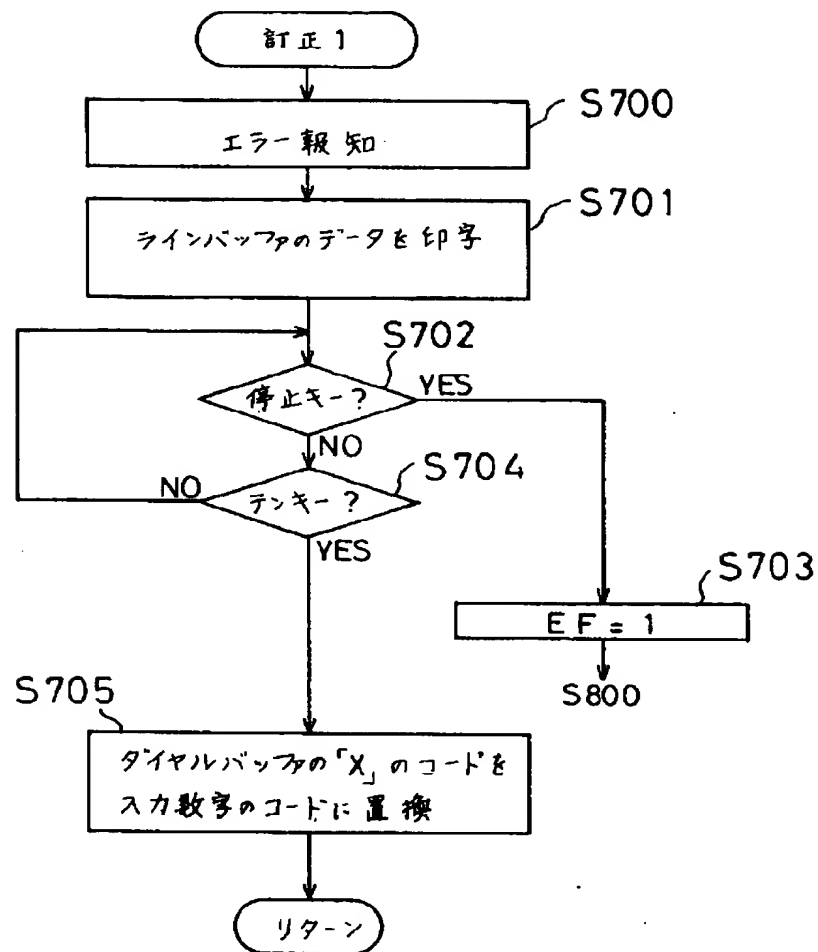 訂正1
S700
エラー報知
S701
ラインバッファのデータを印字
S702
停止キー?
YES
NO
S704
NO
テンキー?
YES
S703
EF=1
S800
S705
ダイヤルバッファの「X」のコードを
入力数字のコードに置換
リターン